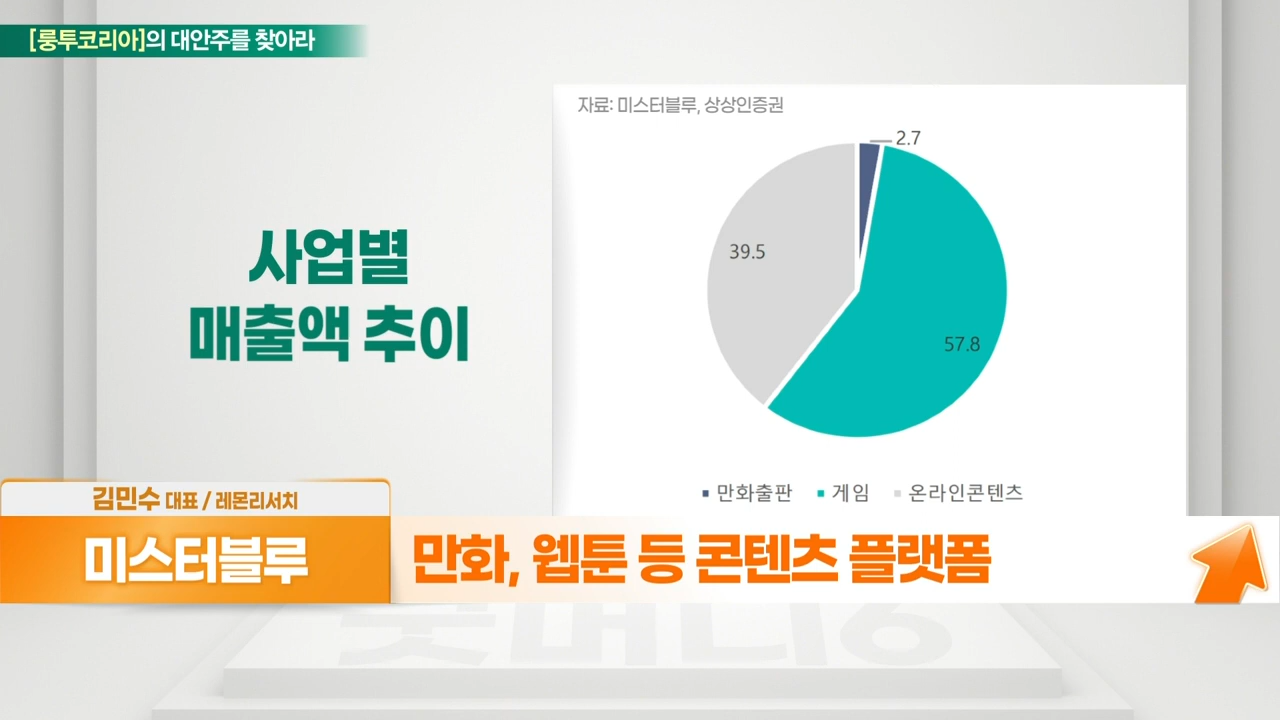 [룽투코리아]의 대안주를 찾아라
자료: 미스터블루, 상상인증권
2.7
39.5
57.8
사업별
매출액 추이
■ 만화출판 ■ 게임 ■ 온라인콘텐츠
김민수 대표 / 레몬리서치
미스터블루
만화, 웹툰 등 콘텐츠 플랫폼